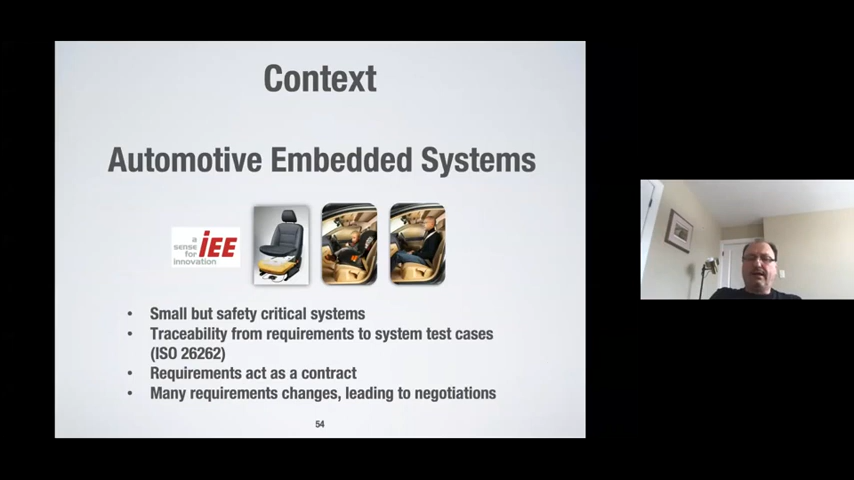 Context
Automotive Embedded Systems
a
sense
for
innovation
iEE
• Small but safety critical systems
• Traceability from requirements to system test cases
(ISO 26262)
• Requirements act as a contract
• Many requirements changes, leading to negotiations
54